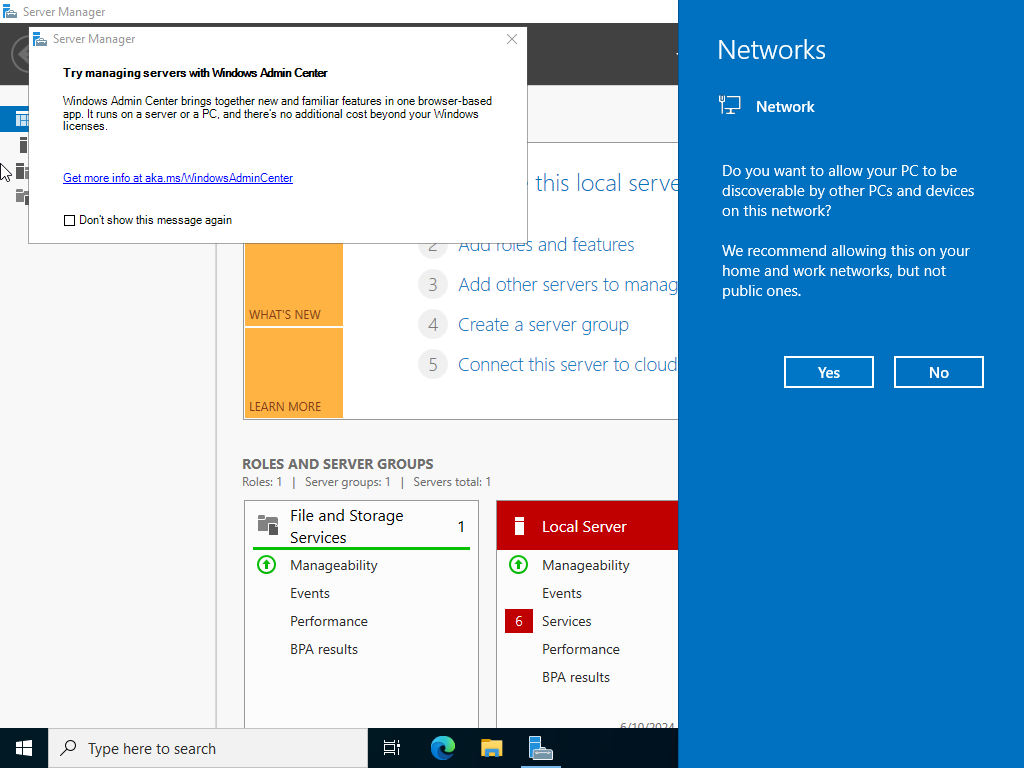 Server Manager
Server Manager
Try managing servers with Windows Admin Center
Windows Admin Center brings together new and familiar features in one browser-based
app. It runs on a server or a PC, and there's no additional cost beyond your Windows
licenses.
Get more info at aka.ms/WindowsAdminCenter
Don't show this message again
this local serve
2 Add roles and features
3 Add other servers to manag
4 Create a server group
5 Connect this server to cloud
WHAT'S NEW
LEARN MORE
ROLES AND SERVER GROUPS
Roles: 1 | Server groups: 1 | Servers total: 1
File and Storage
Services
1
Manageability
Events
Performance
BPA results
Local Server
Manageability
Events
6 Services
Performance
BPA results
6/10/2024
Networks
Network
Do you want to allow your PC to be
discoverable by other PCs and devices
on this network?
We recommend allowing this on your
home and work networks, but not
public ones.
Yes
No
Type here to search